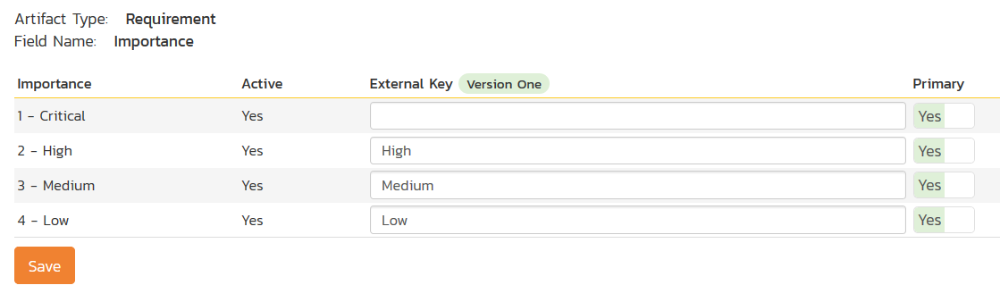 Artifact Type: Requirement
Field Name: Importance
Importance Active External Key Version One Primary
1 - Critical Yes Yes
2 - High Yes High Yes
3 - Medium Yes Medium Yes
4 - Low Yes Low Yes
Save